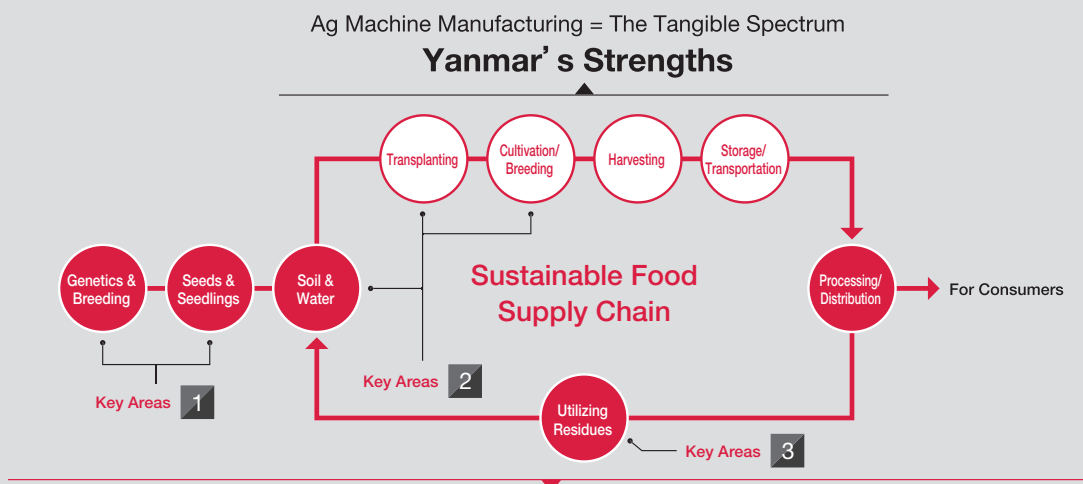 Ag Machine Manufacturing = The Tangible Spectrum
Yanmar’s Strengths
Transplanting
Cultivation/
Breeding
Harvesting
Storage/
Transportation
Genetics &
Breeding
Seeds &
Seedlings
Soil &
Water
Sustainable Food
Supply Chain
Processing/
Distribution
For Consumers
Key Areas 1
Key Areas 2
Utilizing
Residues
Key Areas 3